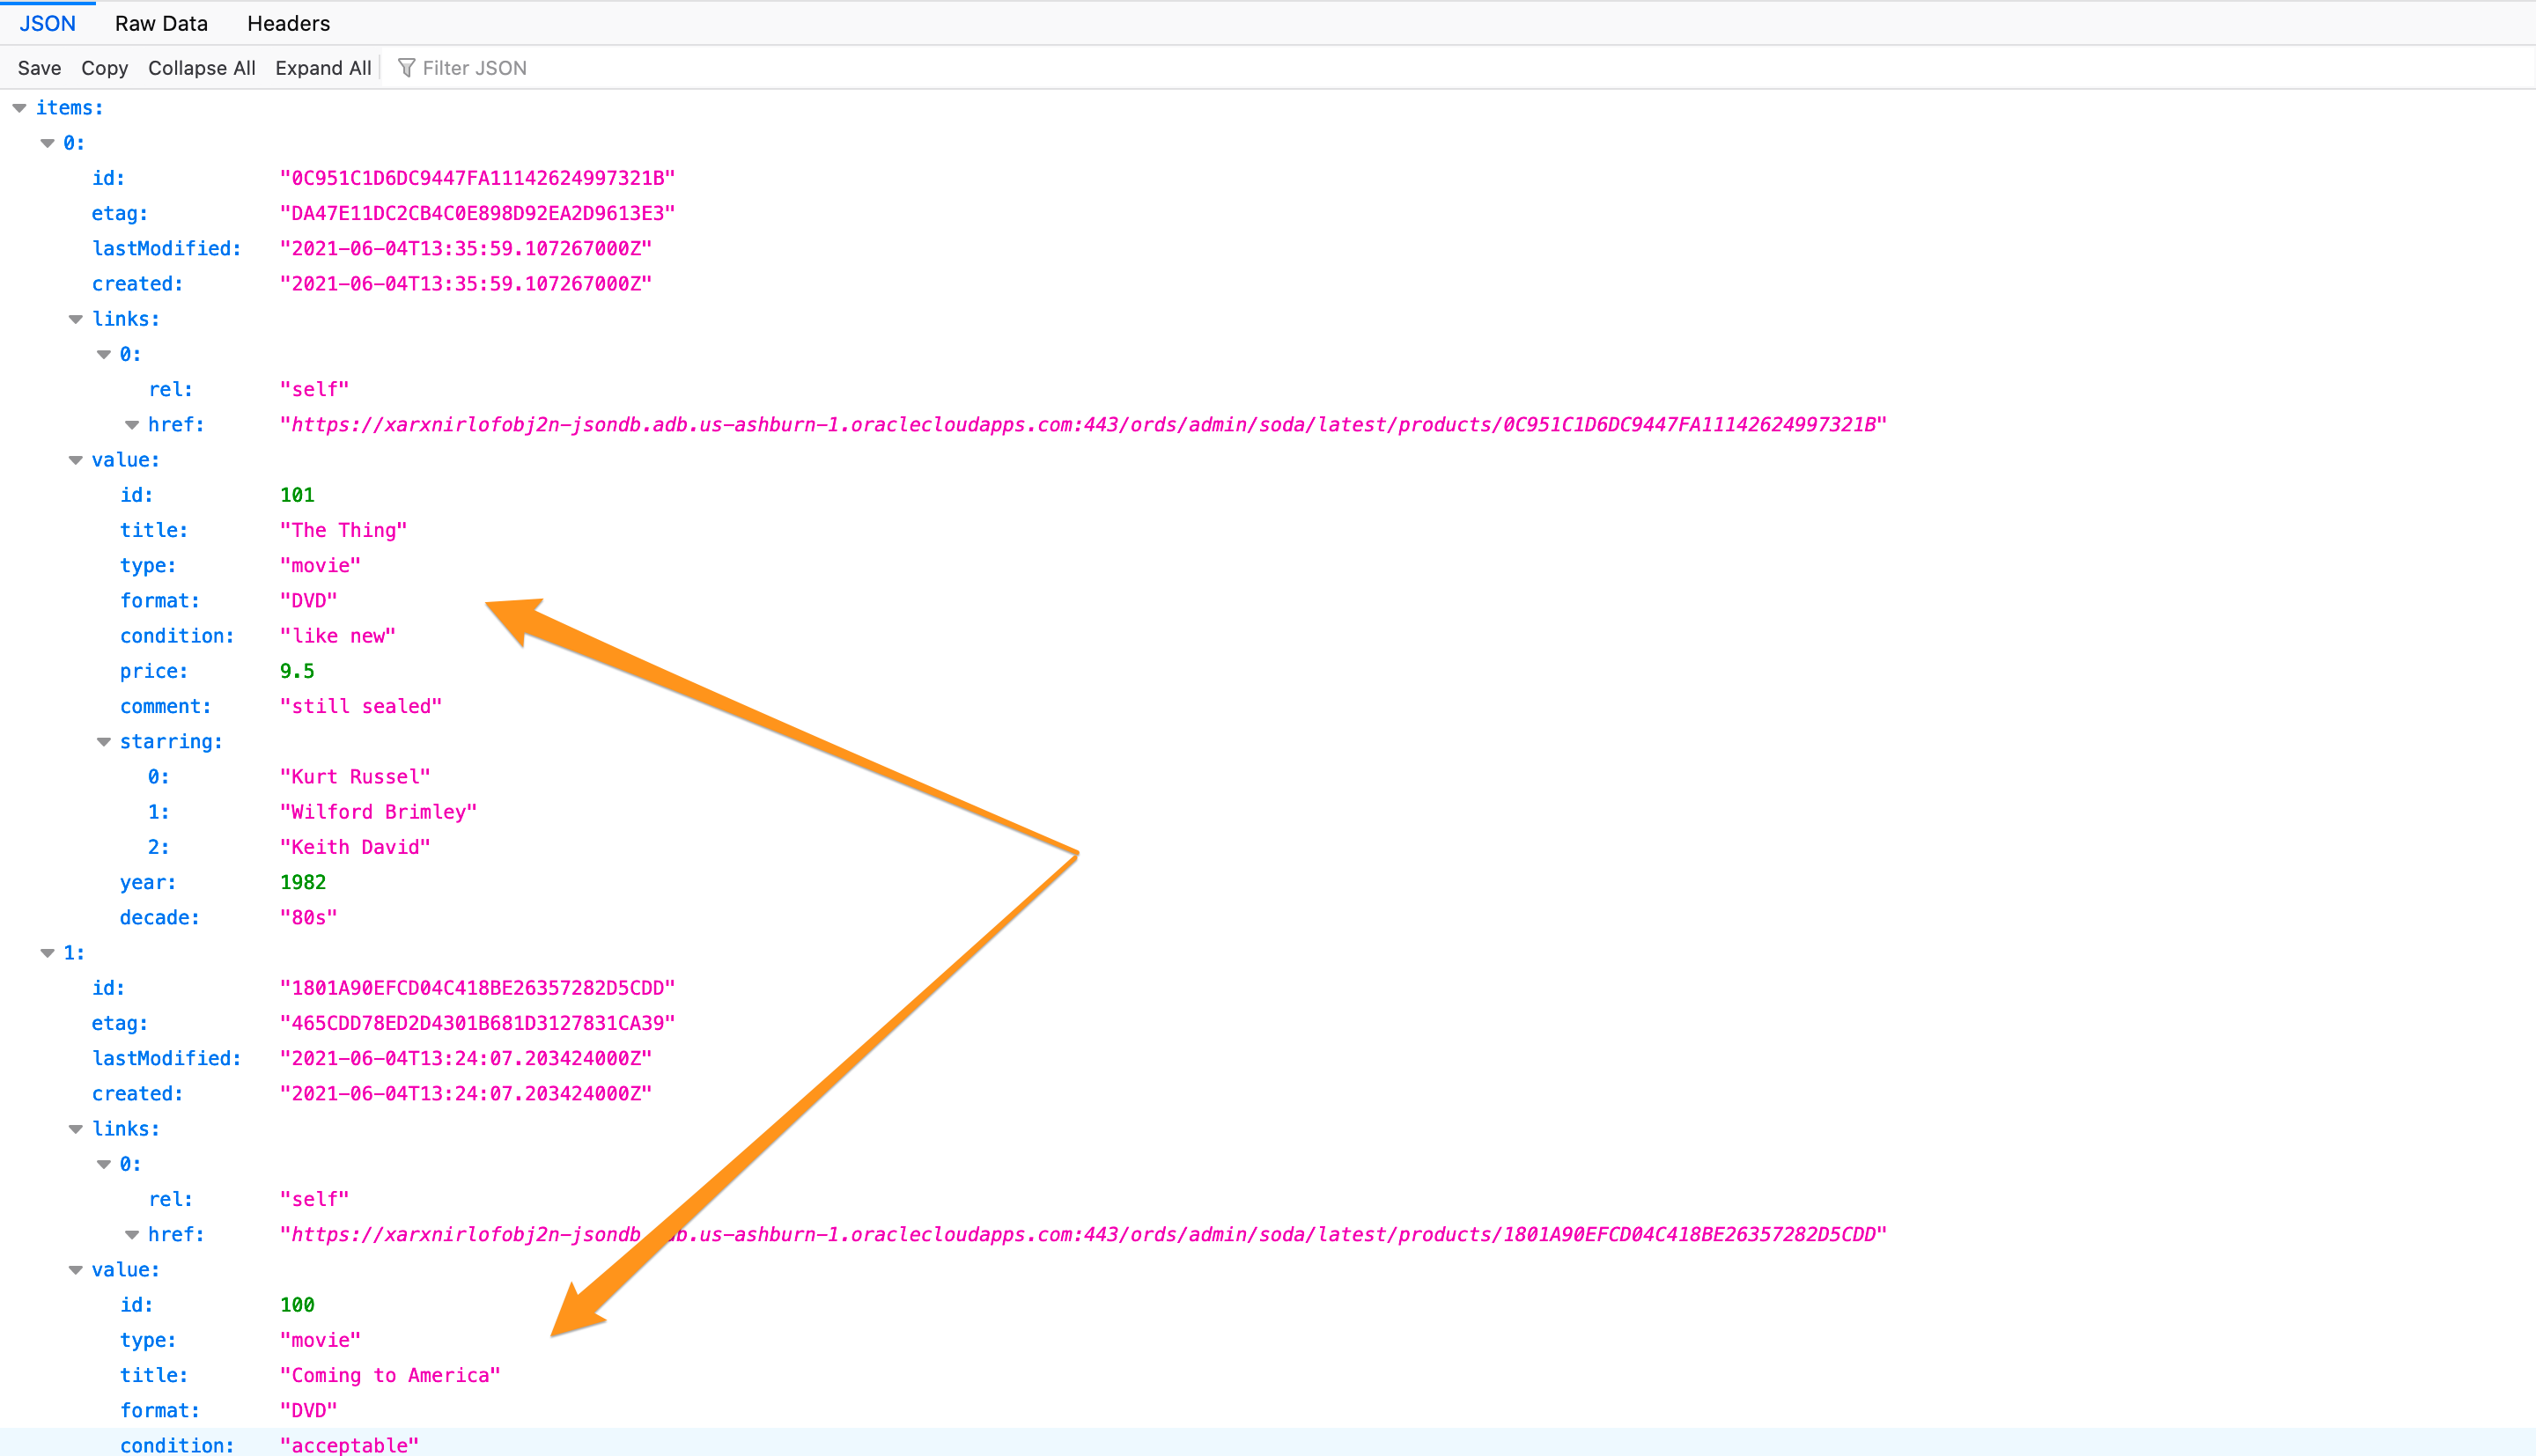 JSON Raw Data Headers
Save Copy Collapse All Expand All Filter JSON
items:
0:
id: "0C951C1D6DC9447FA11142624997321B"
etag: "DA47E11DC2CB4C0E898D92EA2D9613E3"
lastModified: "2021-06-04T13:35:59.107267000Z"
created: "2021-06-04T13:35:59.107267000Z"
links:
0:
rel: "self"
href: "https://xarxnirlofobj2n-jsondb.adb.us-ashburn-1.oraclecloudapps.com:443/ords/admin/soda/latest/products/0C951C1D6DC9447FA11142624997321B"
value:
id: 101
title: "The Thing"
type: "movie"
format: "DVD"
condition: "like new"
price: 9.5
comment: "still sealed"
starring:
0: "Kurt Russel"
1: "Wilford Brimley"
2: "Keith David"
year: 1982
decade: "80s"
1:
id: "1801A90EFCD04C418BE26357282D5CDD"
etag: "465CDD78ED2D4301B681D3127831CA39"
lastModified: "2021-06-04T13:24:07.203424000Z"
created: "2021-06-04T13:24:07.203424000Z"
links:
0:
rel: "self"
href: "https://xarxnirlofobj2n-jsondb.adb.us-ashburn-1.oraclecloudapps.com:443/ords/admin/soda/latest/products/1801A90EFCD04C418BE26357282D5CDD"
value:
id: 100
type: "movie"
title: "Coming to America"
format: "DVD"
condition: "acceptable"